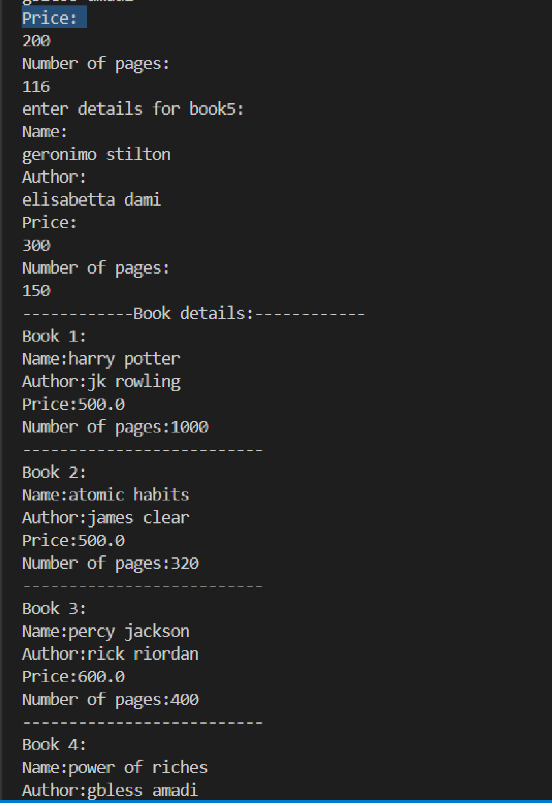 gbless amadi
Price:
200
Number of pages:
116
enter details for book5:
Name:
geronimo stilton
Author:
elisabetta dami
Price:
300
Number of pages:
150
------------Book details:------------
Book 1:
Name:harry potter
Author:jk rowling
Price:500.0
Number of pages:1000
--------------------------
Book 2:
Name:atomic habits
Author:james clear
Price:500.0
Number of pages:320
--------------------------
Book 3:
Name:percy jackson
Author:rick riordan
Price:600.0
Number of pages:400
--------------------------
Book 4:
Name:power of riches
Author:gbless amadi